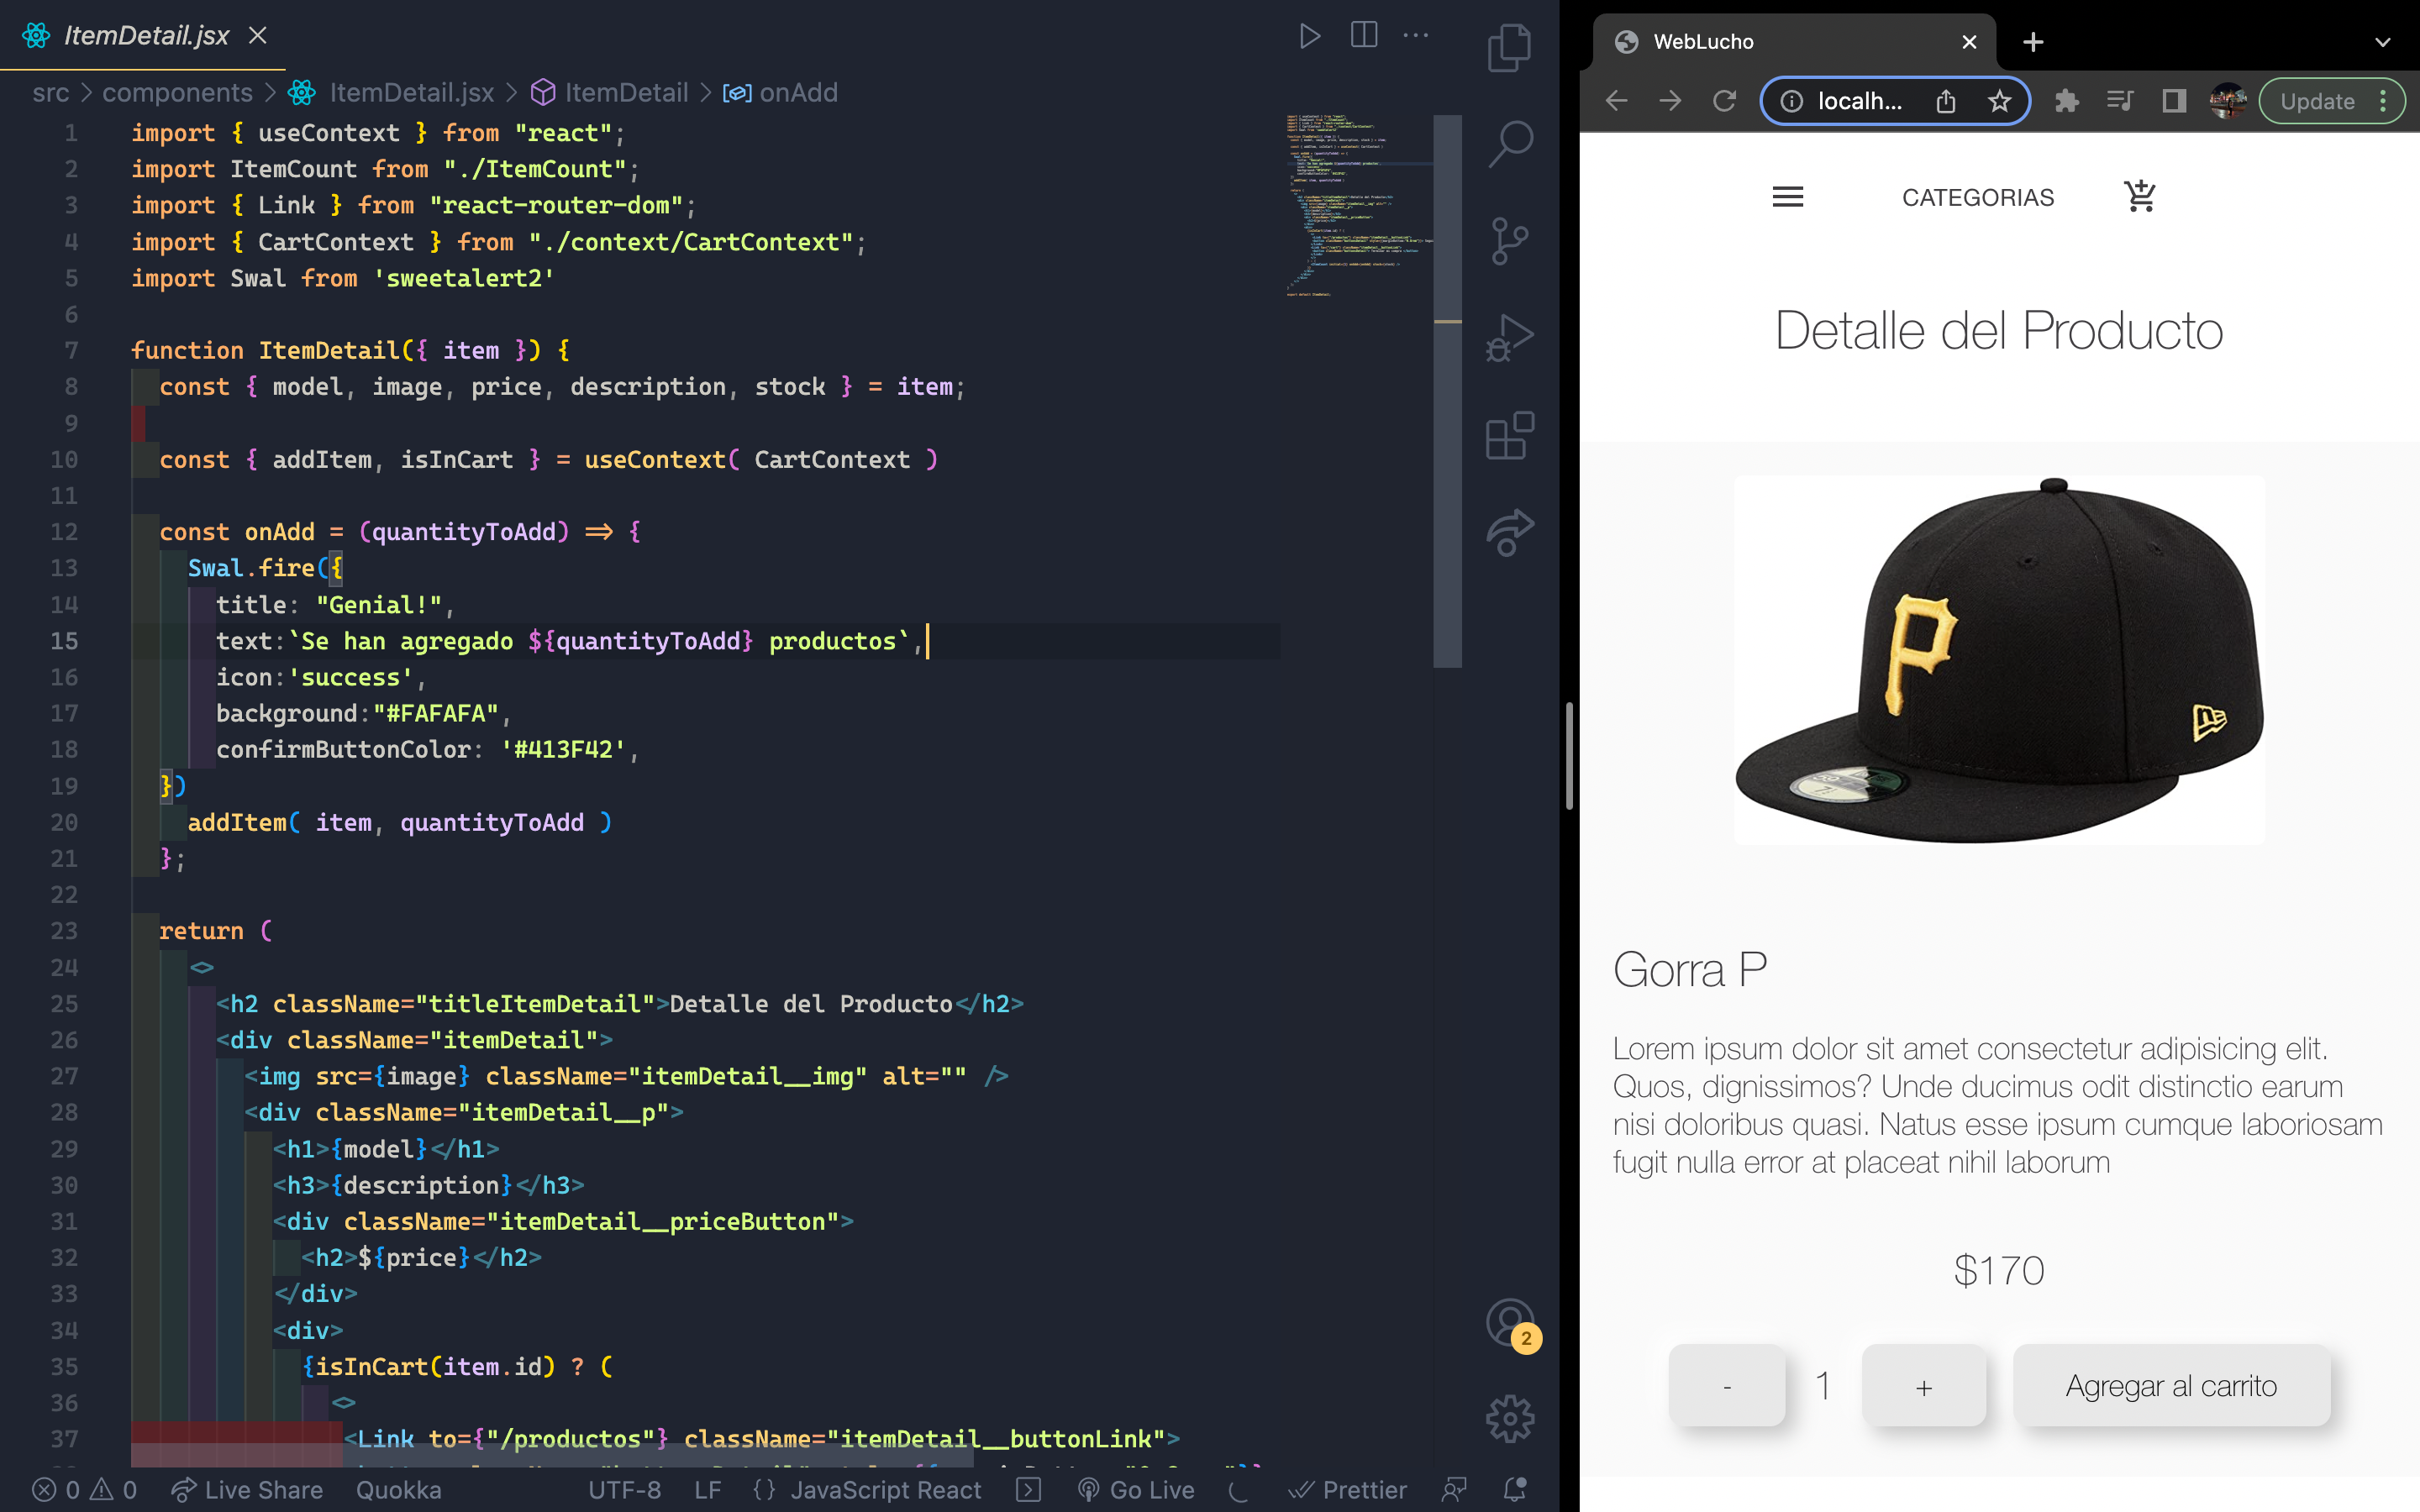 ItemDetail.jsx
src > components > ItemDetail.jsx > ItemDetail > onAdd
1 import { useContext } from "react";
2 import ItemCount from "./ItemCount";
3 import { Link } from "react-router-dom";
4 import { CartContext } from "./context/CartContext";
5 import Swal from 'sweetalert2'
6
7 function ItemDetail({ item }) {
8 const { model, image, price, description, stock } = item;
9
10 const { addItem, isInCart } = useContext( CartContext )
11
12 const onAdd = (quantityToAdd) => {
13 Swal.fire({
14 title: "Genial!",
15 text:`Se han agregado ${quantityToAdd} productos`,
16 icon:'success',
17 background:"#FAFAFA",
18 confirmButtonColor: '#413F42',
19 })
20 addItem( item, quantityToAdd )
21 };
22
23 return (
24 <>
25 <h2 className="titleItemDetail">Detalle del Producto</h2>
26 <div className="itemDetail">
27 <img src={image} className="itemDetail__img" alt="" />
28 <div className="itemDetail__p">
29 <h1>{model}</h1>
30 <h3>{description}</h3>
31 <div className="itemDetail__priceButton">
32 <h2>${price}</h2>
33 </div>
34 <div>
35 {isInCart(item.id) ? (
36 <>
37 <Link to={"/productos"} className="itemDetail__buttonLink">
2
0 0 Live Share Quokka UTF-8 LF {} JavaScript React Go Live Prettier
WebLucho
localh...
Update
CATEGORIAS
Detalle del Producto
P
Gorra P
Lorem ipsum dolor sit amet consectetur adipisicing elit.
Quos, dignissimos? Unde ducimus odit distinctio earum
nisi doloribus quasi. Natus esse ipsum cumque laboriosam
fugit nulla error at placeat nihil laborum
$170
- 1 + Agregar al carrito